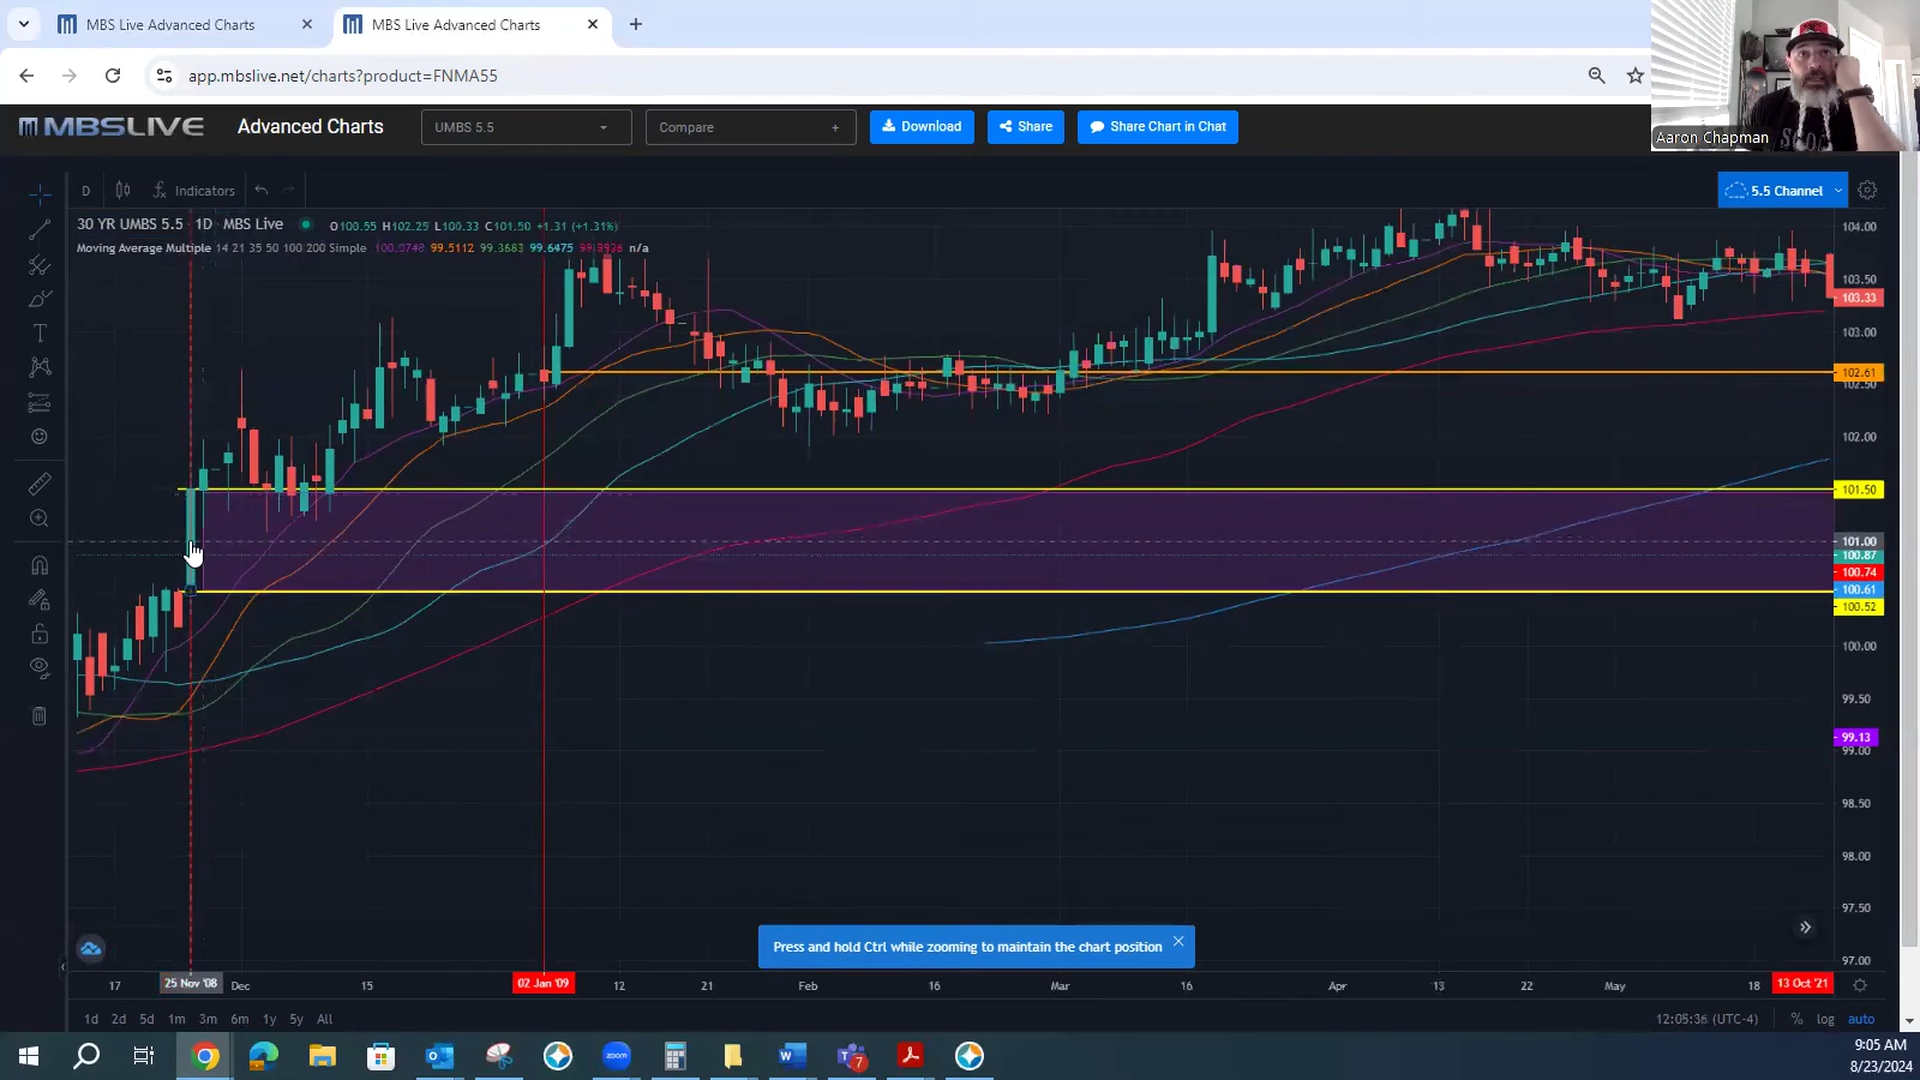 MBS Live Advanced Charts
MBS Live Advanced Charts
app.mbslive.net/charts?product=FNMA55
Aaron Chapman
MBSLIVE
Advanced Charts
UMBS 5.5
Compare
Download
Share
Share Chart in Chat
D
Indicators
5.5 Channel
30 YR UMBS 5.5 · 1D · MBS Live O100.55 H102.25 L100.33 C101.50 +1.31 (+1.31%)
Moving Average Multiple 14 21 35 50 100 200 Simple 99.5112 99.3683 99.6475 n/a
104.00
103.50
103.33
103.00
102.61
102.50
102.00
101.50
101.00
100.87
100.74
100.61
100.52
100.00
99.50
99.13
99.00
98.50
98.00
97.50
97.00
Press and hold Ctrl while zooming to maintain the chart position
17
25 Nov '08
Dec
15
02 Jan '09
12
21
Feb
16
Mar
16
Apr
13
22
May
18
13 Oct '21
1d 2d 5d 1m 3m 6m 1y 5y All
12:05:36 (UTC-4)
%
log
auto
zoom
7
9:05 AM
8/23/2024